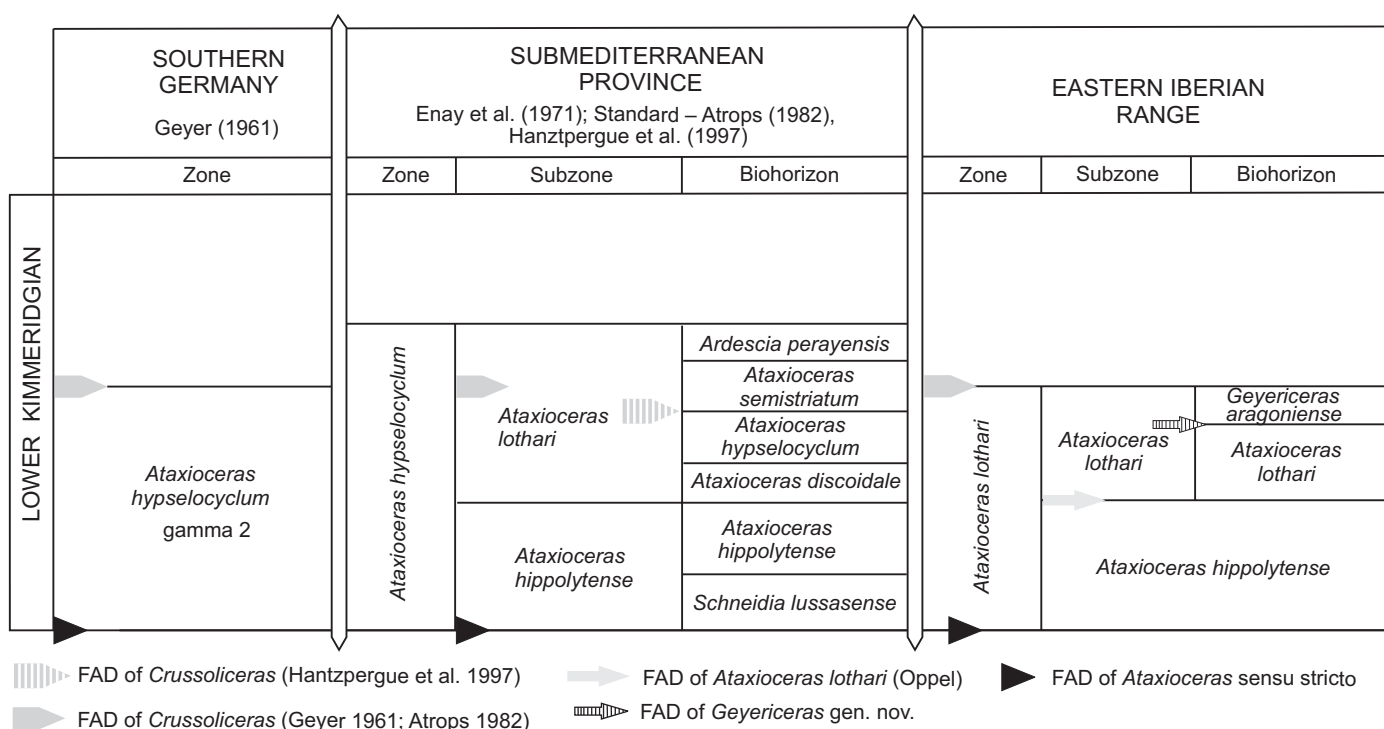 SOUTHERN
GERMANY
Geyer (1961)
SUBMEDITERRANEAN
PROVINCE
Enay et al. (1971); Standard – Atrops (1982),
Hanztpergue et al. (1997)
EASTERN IBERIAN
RANGE
Zone
Zone
Subzone
Biohorizon
Zone
Subzone
Biohorizon
LOWER KIMMERIDGIAN
Ataxioceras
hypselocyclum
gamma 2
Ataxioceras hypselocyclum
Ataxioceras
lothari
Ataxioceras
hippolytense
Ardescia perayensis
Ataxioceras
semistriatum
Ataxioceras
hypselocyclum
Ataxioceras discoidale
Ataxioceras
hippolytense
Schneidia lussasense
Ataxioceras lothari
Ataxioceras
lothari
Geyericeras
aragoniense
Ataxioceras
lothari
Ataxioceras hippolytense
FAD of Crussoliceras (Hantzpergue et al. 1997)
FAD of Ataxioceras lothari (Oppel)
FAD of Ataxioceras sensu stricto
FAD of Crussoliceras (Geyer 1961; Atrops 1982)
FAD of Geyericeras gen. nov.